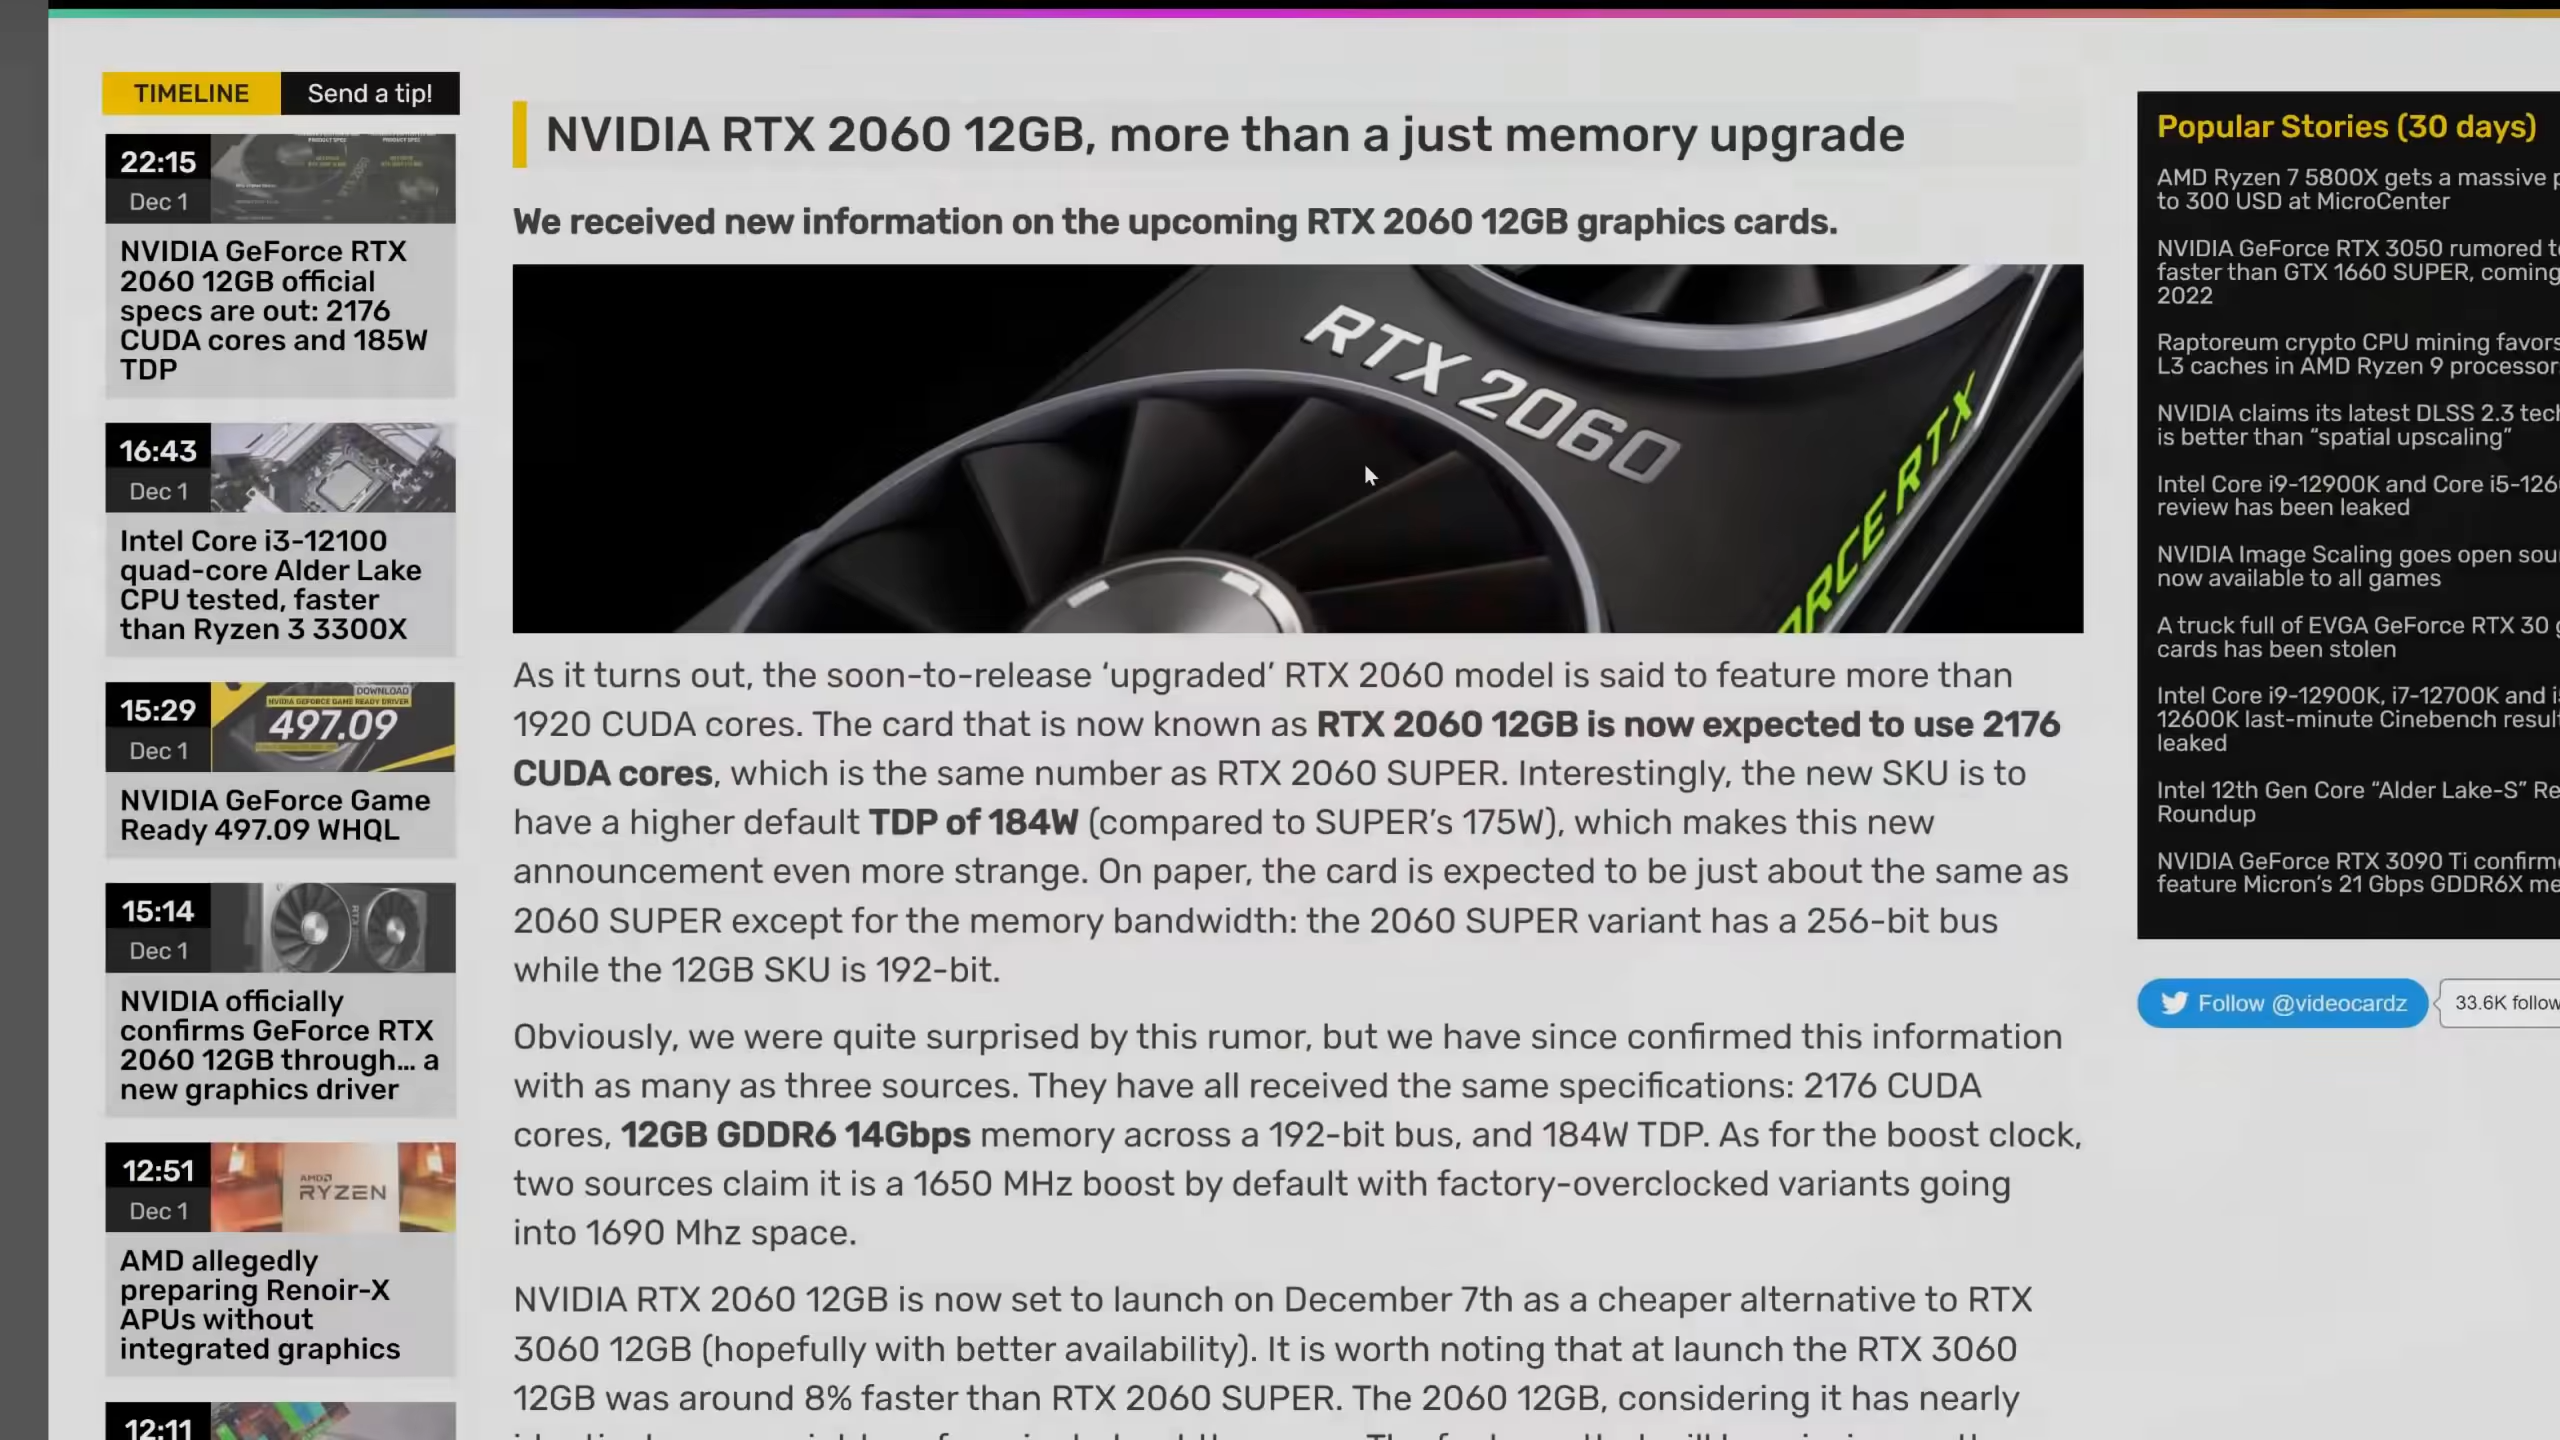 TIMELINE
Send a tip!
22:15
Dec 1
NVIDIA GeForce RTX
2060 12GB official
specs are out: 2176
CUDA cores and 185W
TDP
16:43
Dec 1
Intel Core i3-12100
quad-core Alder Lake
CPU tested, faster
than Ryzen 3 3300X
15:29
Dec 1
DOWNLOAD
NVIDIA GEFORCE GAME READY DRIVER
497.09
NVIDIA GeForce Game
Ready 497.09 WHQL
15:14
Dec 1
NVIDIA officially
confirms GeForce RTX
2060 12GB through... a
new graphics driver
12:51
Dec 1
AMD
RYZEN
AMD allegedly
preparing Renoir-X
APUs without
integrated graphics
12:11
NVIDIA RTX 2060 12GB, more than a just memory upgrade
We received new information on the upcoming RTX 2060 12GB graphics cards.
RTX 2060
FORCE RTX
As it turns out, the soon-to-release ‘upgraded’ RTX 2060 model is said to feature more than
1920 CUDA cores. The card that is now known as RTX 2060 12GB is now expected to use 2176
CUDA cores, which is the same number as RTX 2060 SUPER. Interestingly, the new SKU is to
have a higher default TDP of 184W (compared to SUPER’s 175W), which makes this new
announcement even more strange. On paper, the card is expected to be just about the same as
2060 SUPER except for the memory bandwidth: the 2060 SUPER variant has a 256-bit bus
while the 12GB SKU is 192-bit.
Obviously, we were quite surprised by this rumor, but we have since confirmed this information
with as many as three sources. They have all received the same specifications: 2176 CUDA
cores, 12GB GDDR6 14Gbps memory across a 192-bit bus, and 184W TDP. As for the boost clock,
two sources claim it is a 1650 MHz boost by default with factory-overclocked variants going
into 1690 Mhz space.
NVIDIA RTX 2060 12GB is now set to launch on December 7th as a cheaper alternative to RTX
3060 12GB (hopefully with better availability). It is worth noting that at launch the RTX 3060
12GB was around 8% faster than RTX 2060 SUPER. The 2060 12GB, considering it has nearly
Popular Stories (30 days)
AMD Ryzen 7 5800X gets a massive p
to 300 USD at MicroCenter
NVIDIA GeForce RTX 3050 rumored to
faster than GTX 1660 SUPER, coming
2022
Raptoreum crypto CPU mining favors
L3 caches in AMD Ryzen 9 processor
NVIDIA claims its latest DLSS 2.3 tech
is better than “spatial upscaling”
Intel Core i9-12900K and Core i5-126
review has been leaked
NVIDIA Image Scaling goes open sou
now available to all games
A truck full of EVGA GeForce RTX 30 g
cards has been stolen
Intel Core i9-12900K, i7-12700K and i5
12600K last-minute Cinebench result
leaked
Intel 12th Gen Core “Alder Lake-S” Re
Roundup
NVIDIA GeForce RTX 3090 Ti confirme
feature Micron’s 21 Gbps GDDR6X me
Follow @videocardz
33.6K follow